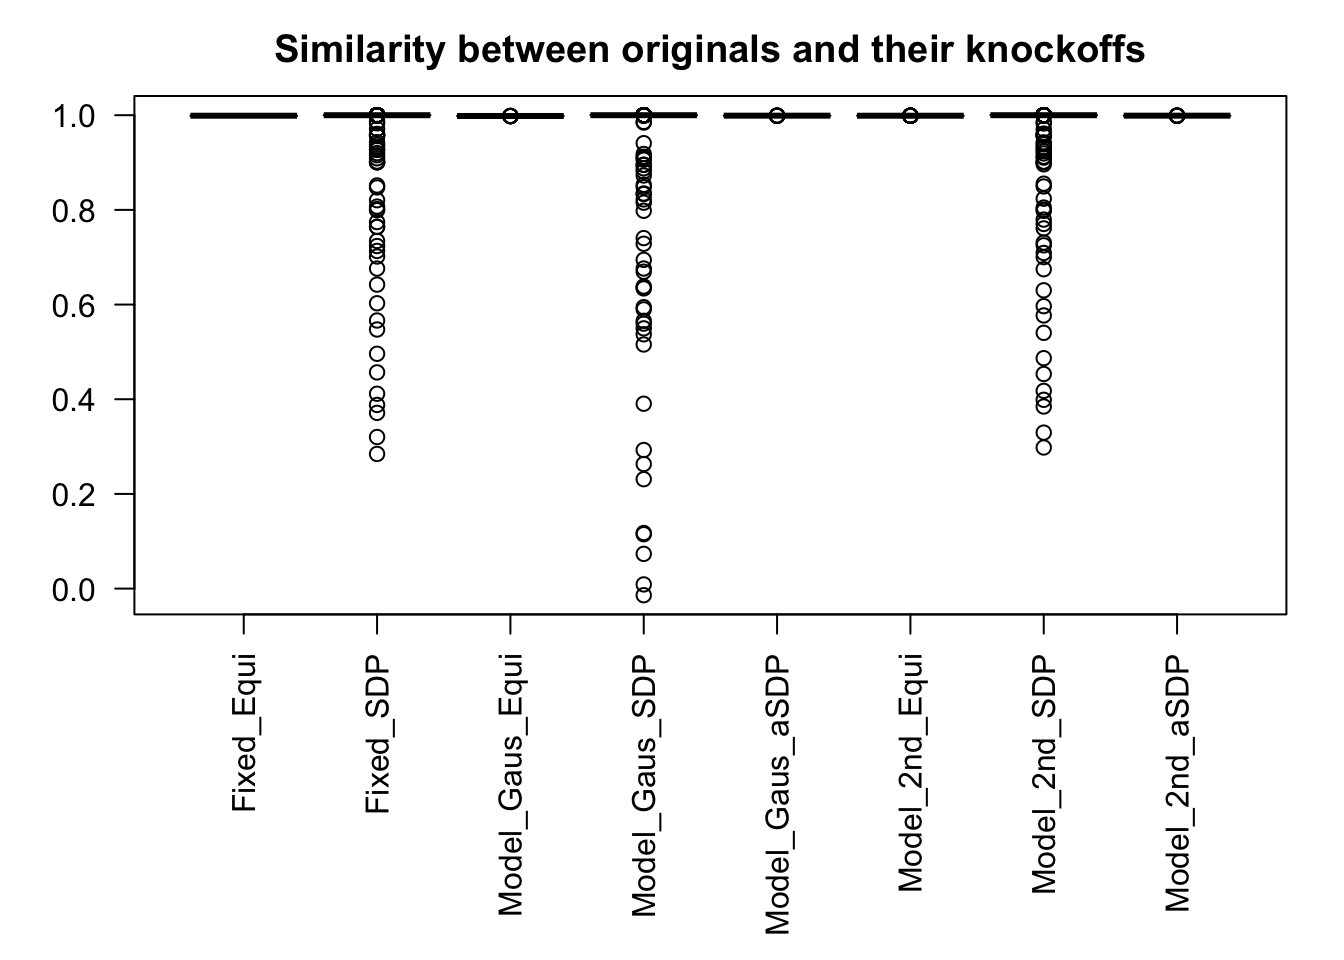 Similarity between originals and their knockoffs
1.0
0.8
0.6
0.4
0.2
0.0
Fixed_Equi
Fixed_SDP
Model_Gaus_Equi
Model_Gaus_SDP
Model_Gaus_aSDP
Model_2nd_Equi
Model_2nd_SDP
Model_2nd_aSDP